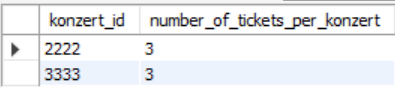 konzert_id number_of_tickets_per_konzert
2222 3
3333 3